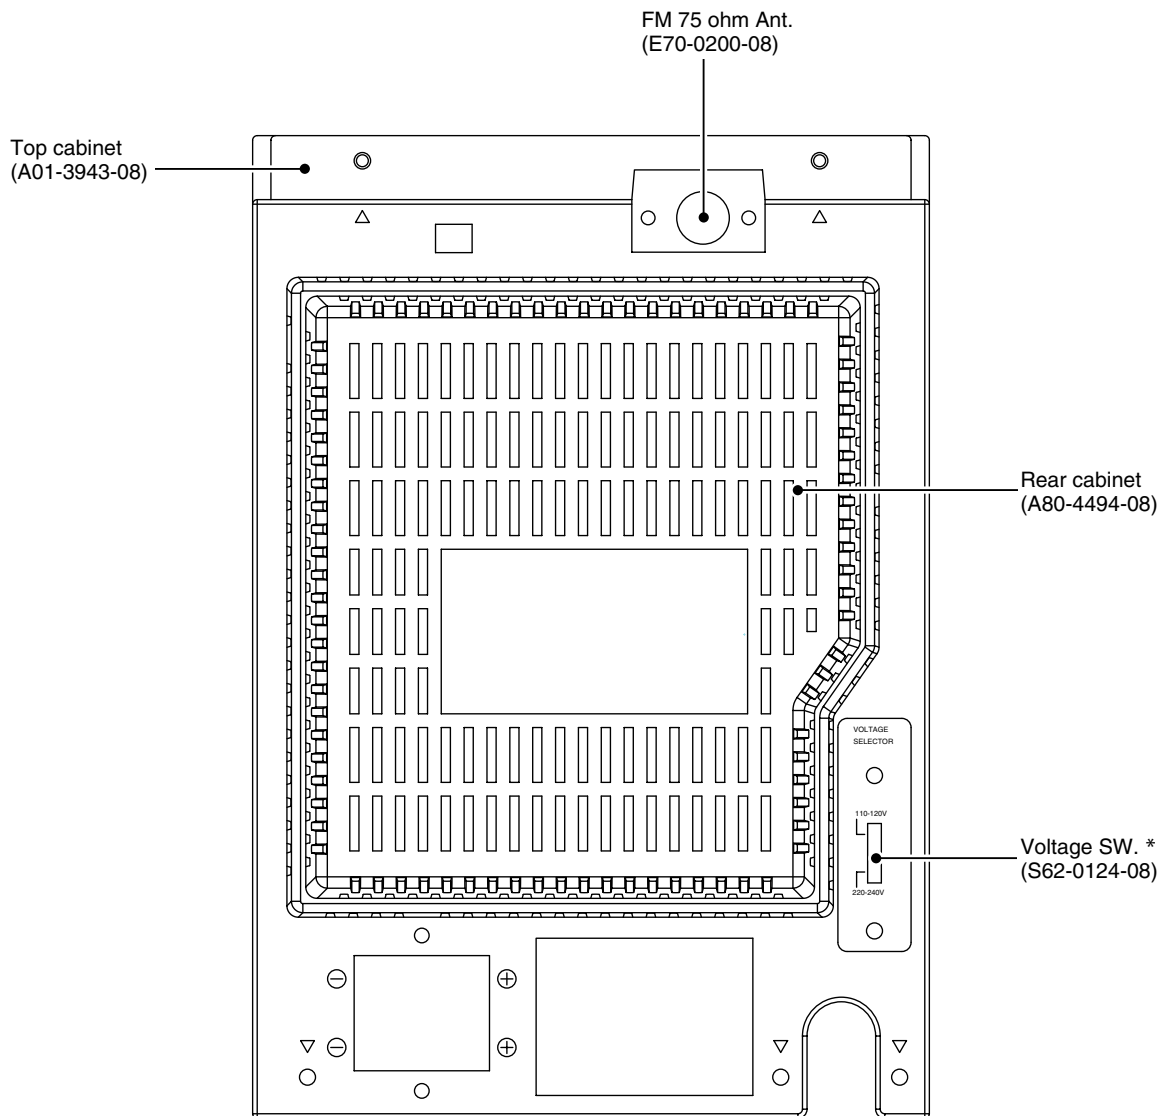 FM 75 ohm Ant.
(E70-0200-08)
Top cabinet
(A01-3943-08)
Rear cabinet
(A80-4494-08)
VOLTAGE
SELECTOR
110-120V
Voltage SW. *
(S62-0124-08)
220-240V